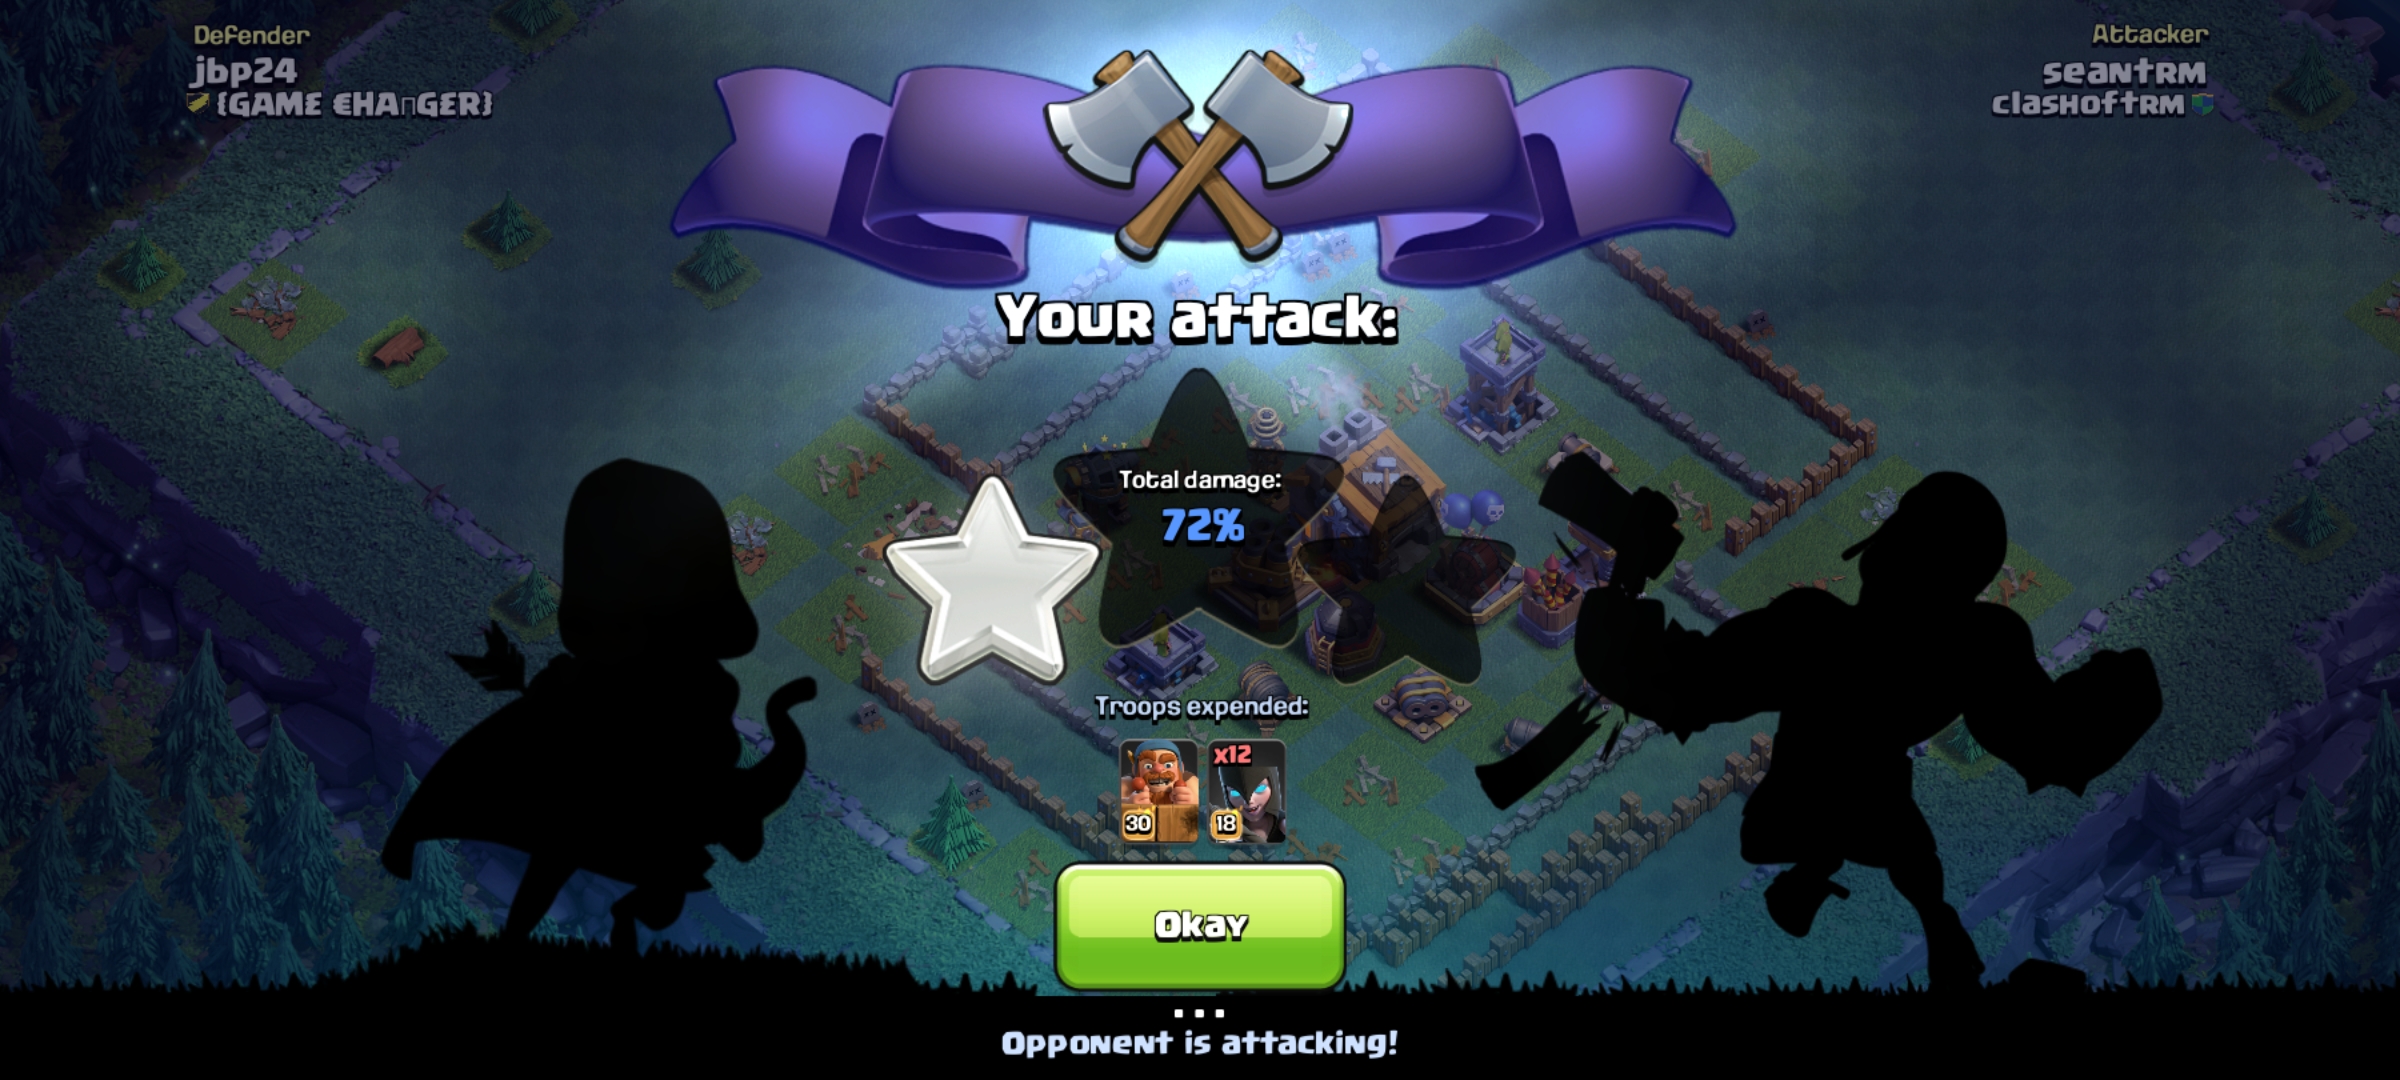 Defender
jbp24
{GAME €HAПGER}
Attacker
seantrm
clashoftrm
Your attack:
Total damage:
72%
Troops expended:
x12
30
18
Okay
...
Opponent is attacking!